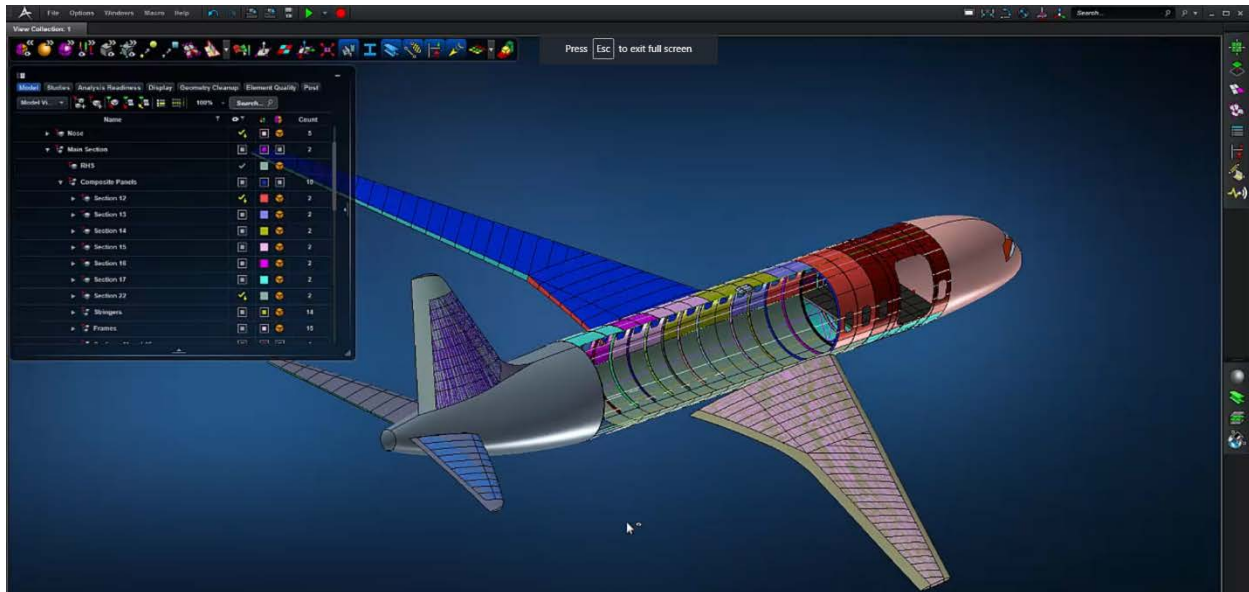 File Options Windows Macro Help Search...
View Collection: 1
Press Esc to exit full screen
Model Studies Analysis Readiness Display Geometry Cleanup Element Quality Post
Model Vi... 100% Search...
Name Count
Nose 5
Main Section 2
RHS
Composite Panels 10
Section 12 2
Section 13 2
Section 14 2
Section 15 2
Section 16 2
Section 17 2
Section 22 2
Stringers 14
Frames 15